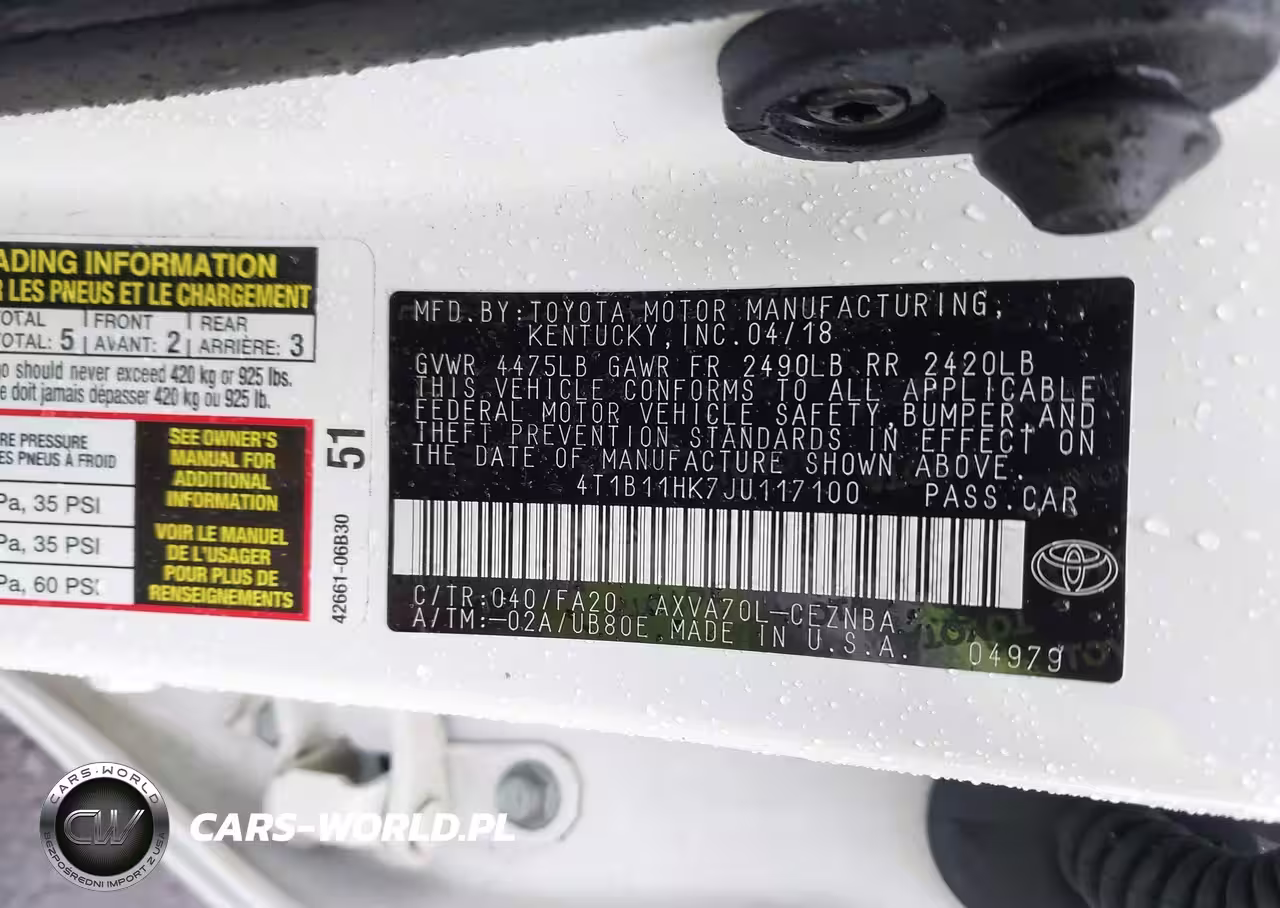 ADING INFORMATION
R LES PNEUS ET LE CHARGEMENT
OTAL FRONT REAR
OTAL: 5 AVANT: 2 ARRIÈRE: 3
o should never exceed 420 kg or 925 lbs.
e doit jamais dépasser 420 kg ou 925 lb.
RE PRESSURE
ES PNEUS À FROID
Pa, 35 PSI
Pa, 35 PSI
Pa, 60 PSI
SEE OWNER'S
MANUAL FOR
ADDITIONAL
INFORMATION
VOIR LE MANUEL
DE L'USAGER
POUR PLUS DE
RENSEIGNEMENTS
51
42661-06B30
MFD.BY:TOYOTA MOTOR MANUFACTURING,
KENTUCKY,INC.04/18
GVWR 4475LB GAWR FR 2490LB RR 2420LB
THIS VEHICLE CONFORMS TO ALL APPLICABLE
FEDERAL MOTOR VEHICLE SAFETY,BUMPER,AND
THEFT PREVENTION STANDARDS IN EFFECT ON
THE DATE OF MANUFACTURE SHOWN ABOVE.
4T1B11HK7JU117100 PASS.CAR
C/TR:040/FA20 AXVA70L-CEZNBA
A/TM:-02A/UB80E MADE IN U.S.A.
04979
CARS-WORLD
CW
BEZPOŚREDNI IMPORT Z USA
CARS-WORLD.PL